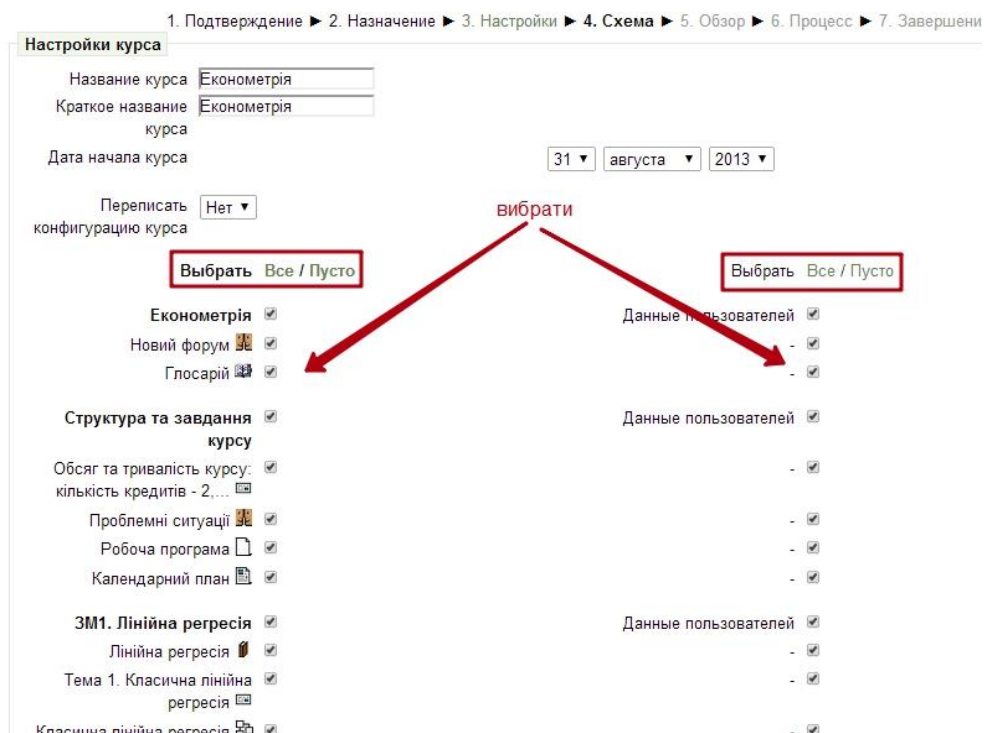 1. Подтверждение ► 2. Назначение ► 3. Настройки ► 4. Схема ► 5. Обзор ► 6. Процесс ► 7. Завершени
Настройки курса
Название курса Економетрія
Краткое название Економетрія
курса
Дата начала курса 31 августа 2013
Переписать Нет
конфигурацию курса
вибрати
Выбрать Все / Пусто Выбрать Все / Пусто
Економетрія Данные пользователей
Новий форум -
Глосарій -
Структура та завдання Данные пользователей
курсу
Обсяг та тривалість курсу: -
кількість кредитів - 2,...
Проблемні ситуації -
Робоча програма -
Календарний план -
ЗМ1. Лінійна регресія Данные пользователей
Лінійна регресія -
Тема 1. Класична лінійна -
регресія
Класична лінійна регресія -